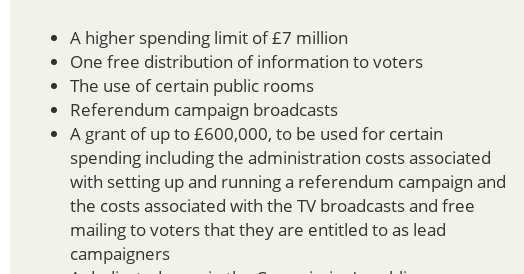 A higher spending limit of £7 million
One free distribution of information to voters
The use of certain public rooms
Referendum campaign broadcasts
A grant of up to £600,000, to be used for certain
spending including the administration costs associated
with setting up and running a referendum campaign and
the costs associated with the TV broadcasts and free
mailing to voters that they are entitled to as lead
campaigners